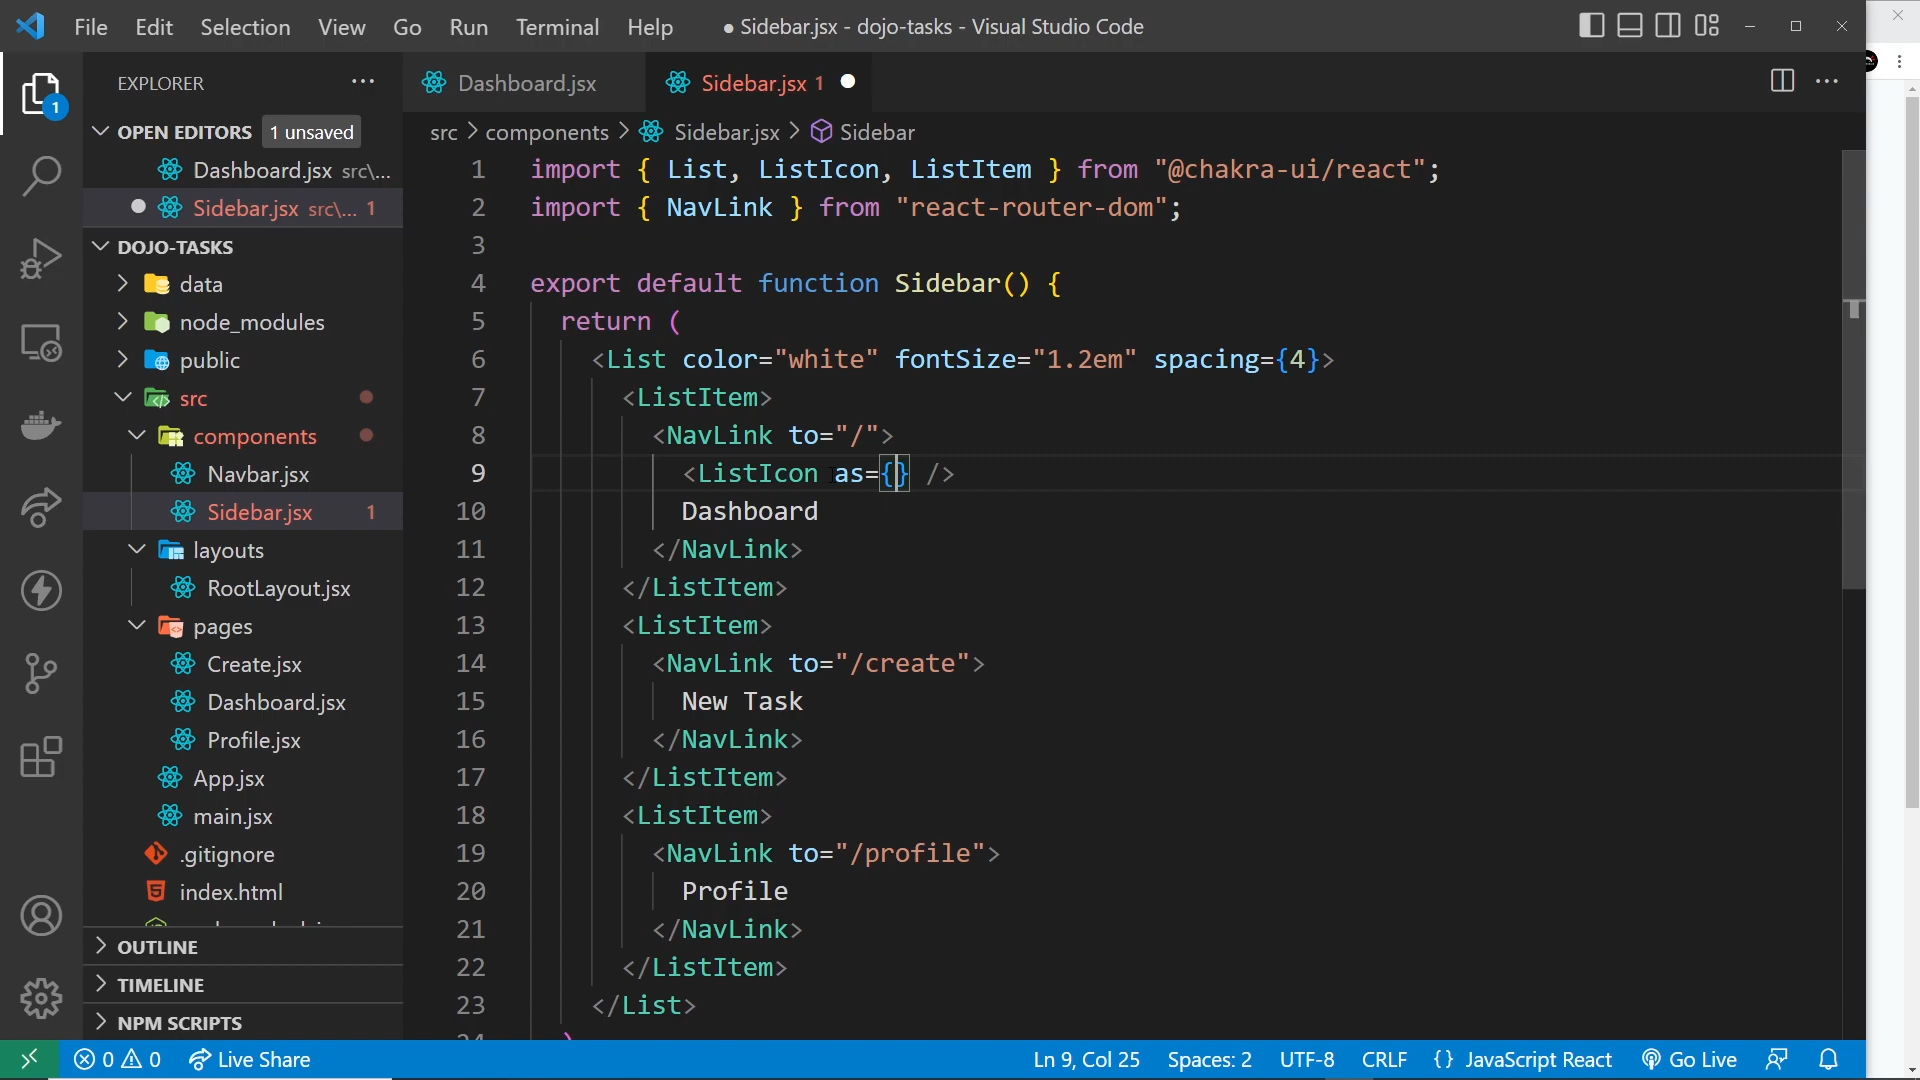 File Edit Selection View Go Run Terminal Help ● Sidebar.jsx - dojo-tasks - Visual Studio Code
EXPLORER
Dashboard.jsx
Sidebar.jsx 1
OPEN EDITORS 1 unsaved
src > components > Sidebar.jsx > Sidebar
Dashboard.jsx src\...
Sidebar.jsx src\... 1
DOJO-TASKS
data
node_modules
public
src
components
Navbar.jsx
Sidebar.jsx 1
layouts
RootLayout.jsx
pages
Create.jsx
Dashboard.jsx
Profile.jsx
App.jsx
main.jsx
.gitignore
index.html
OUTLINE
TIMELINE
NPM SCRIPTS
1
1 import { List, ListIcon, ListItem } from "@chakra-ui/react";
2 import { NavLink } from "react-router-dom";
3
4 export default function Sidebar() {
5 return (
6 <List color="white" fontSize="1.2em" spacing={4}>
7 <ListItem>
8 <NavLink to="/">
9 <ListIcon as={} />
10 Dashboard
11 </NavLink>
12 </ListItem>
13 <ListItem>
14 <NavLink to="/create">
15 New Task
16 </NavLink>
17 </ListItem>
18 <ListItem>
19 <NavLink to="/profile">
20 Profile
21 </NavLink>
22 </ListItem>
23 </List>
0 0 Live Share Ln 9, Col 25 Spaces: 2 UTF-8 CRLF {} JavaScript React Go Live